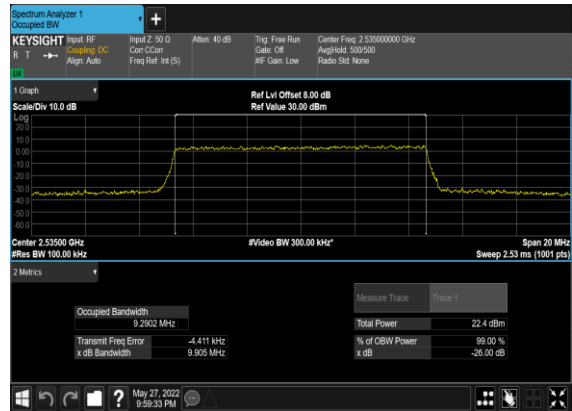 Spectrum Analyzer 1
Occupied BW
KEYSIGHT
R T
LV
Input: RF
Coupling: DC
Align: Auto
Input Z: 50 Ω
Corr CCorr
Freq Ref: Int (S)
Atten: 40 dB
Trig: Free Run
Gate: Off
#IF Gain: Low
Center Freq: 2.535000000 GHz
Avg|Hold: 500/500
Radio Std: None
1 Graph
Scale/Div 10.0 dB
Ref Lvl Offset 8.00 dB
Ref Value 30.00 dBm
Log
20.0
10.0
0.00
-10.0
-20.0
-30.0
-40.0
-50.0
-60.0
Center 2.53500 GHz
#Res BW 100.00 kHz
#Video BW 300.00 kHz*
Span 20 MHz
Sweep 2.53 ms (1001 pts)
2 Metrics
Measure Trace Trace 1
Occupied Bandwidth
9.2902 MHz
Total Power 22.4 dBm
Transmit Freq Error -4.411 kHz
% of OBW Power 99.00 %
x dB Bandwidth 9.905 MHz
x dB -26.00 dB
?
May 27, 2022
9:59:33 PM